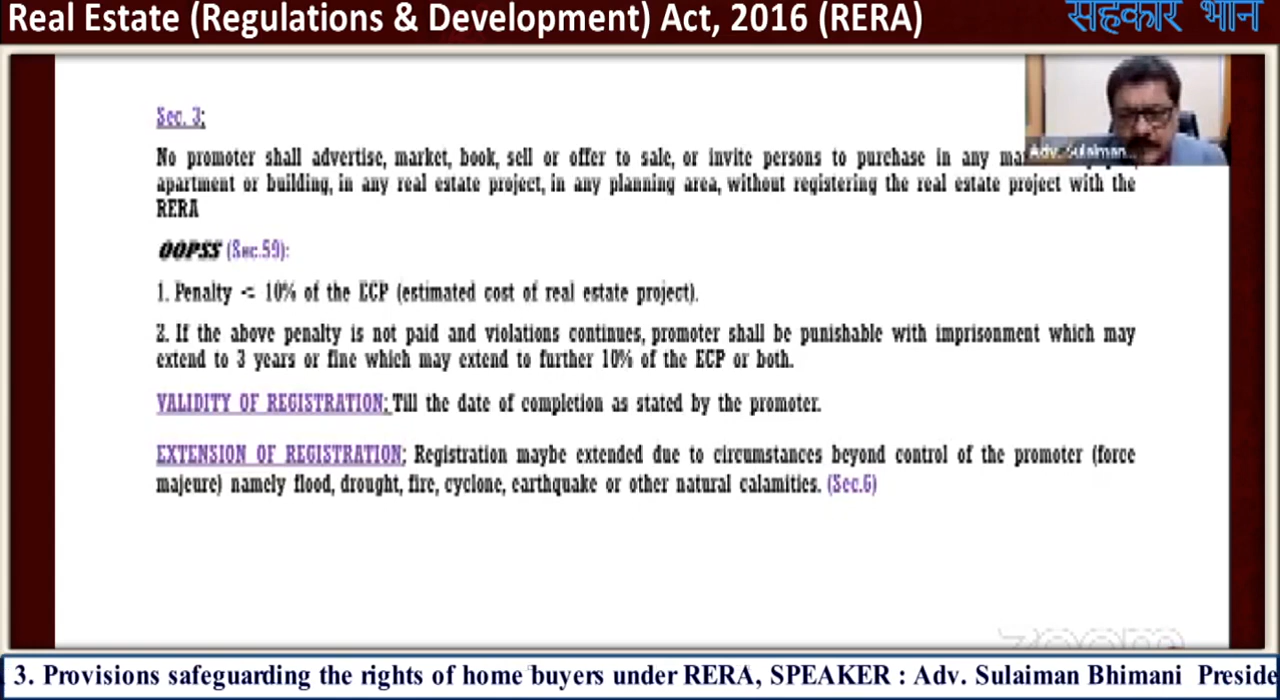 Real Estate (Regulations & Development) Act, 2016 (RERA)
सहकार भान
Sec. 3;
No promoter shall advertise, market, book, sell or offer to sale, or invite persons to purchase in any
Adv. Sulaiman...
apartment or building, in any real estate project, in any planning area, without registering the real estate project with the
RERA
OOPSS (Sec.59):
1. Penalty <= 10% of the ECP (estimated cost of real estate project).
2. If the above penalty is not paid and violations continues, promoter shall be punishable with imprisonment which may
extend to 3 years or fine which may extend to further 10% of the ECP or both.
VALIDITY OF REGISTRATION: Till the date of completion as stated by the promoter.
EXTENSION OF REGISTRATION: Registration maybe extended due to circumstances beyond control of the promoter (force
majeure) namely flood, drought, fire, cyclone, earthquake or other natural calamities. (Sec.6)
zoom
3. Provisions safeguarding the rights of home buyers under RERA, SPEAKER : Adv. Sulaiman Bhimani Preside